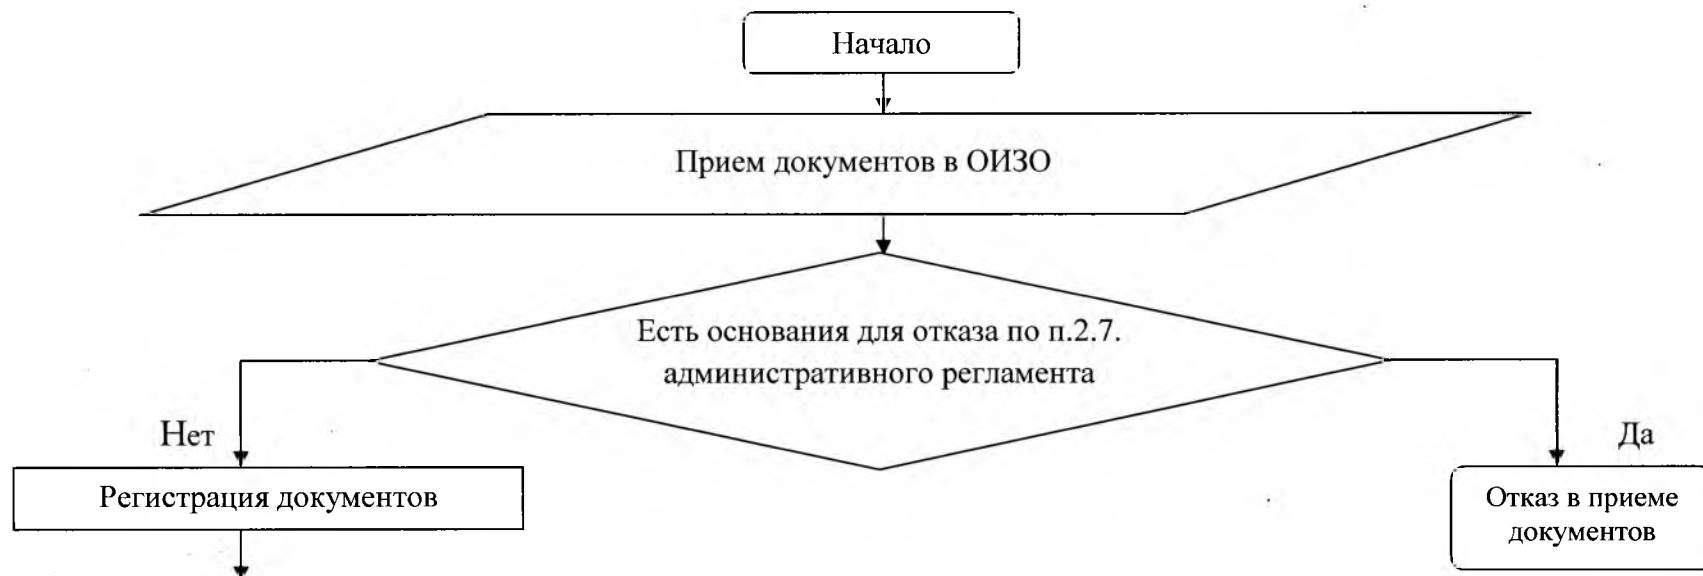 Начало
Прием документов в ОИЗО
Есть основания для отказа по п.2.7.
административного регламента
Нет
Да
Регистрация документов
Отказ в приеме
документов